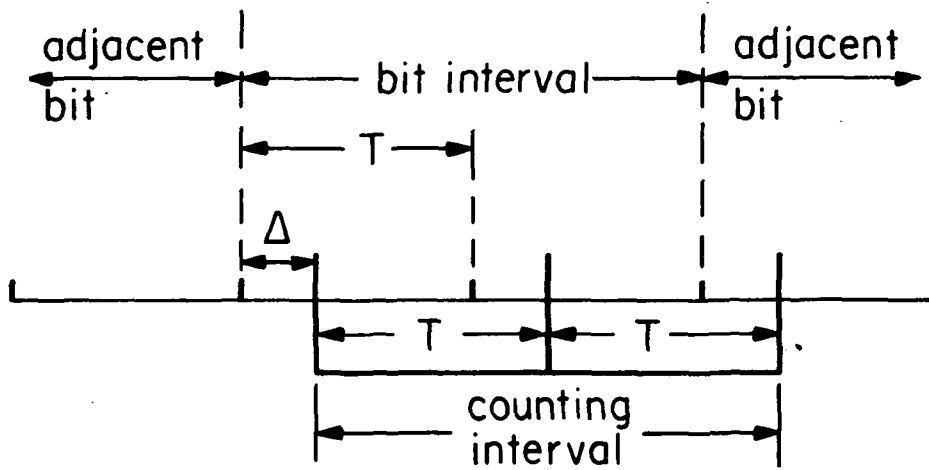 adjacent
bit
bit interval
adjacent
bit
T
Δ
T
T
counting
interval